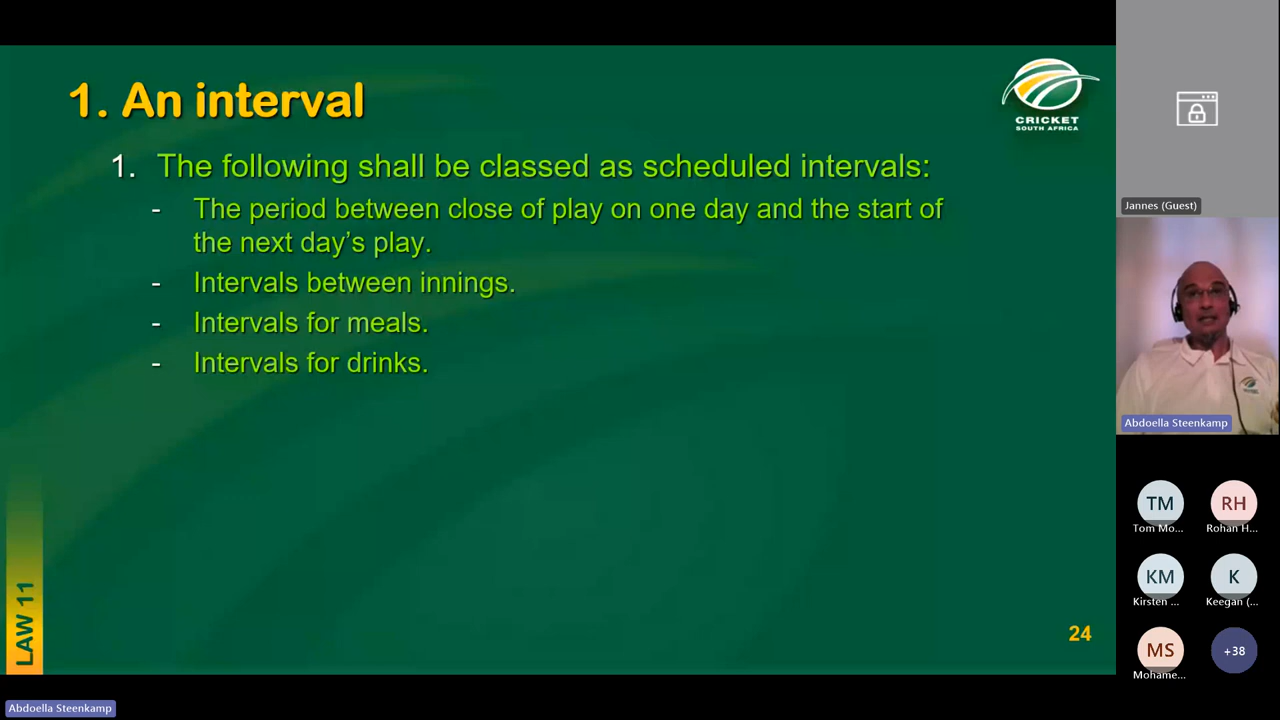 1. An interval
CRICKET
SOUTH AFRICA
1. The following shall be classed as scheduled intervals:
- The period between close of play on one day and the start of
the next day's play.
- Intervals between innings.
- Intervals for meals.
- Intervals for drinks.
LAW 11
24
Abdoella Steenkamp
Jannes (Guest)
Abdoella Steenkamp
TM
Tom Mo...
RH
Rohan H...
KM
Kirsten ...
K
Keegan (...
MS
Mohame...
+38